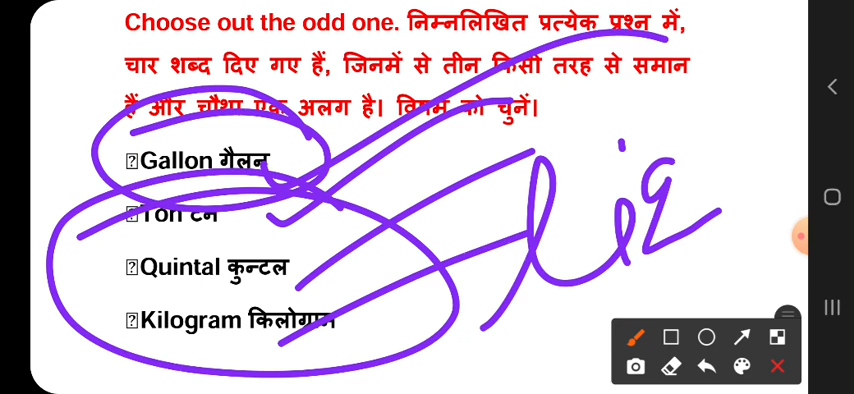 Choose out the odd one. निम्नलिखित प्रत्येक प्रश्न में,
चार शब्द दिए गए हैं, जिनमें से तीन किसी तरह से समान
हैं और चौथा एक अलग है। विषम को चुनें।
Gallon गैलन
Ton टन
Quintal कुन्टल
Kilogram किलोग्राम
liq